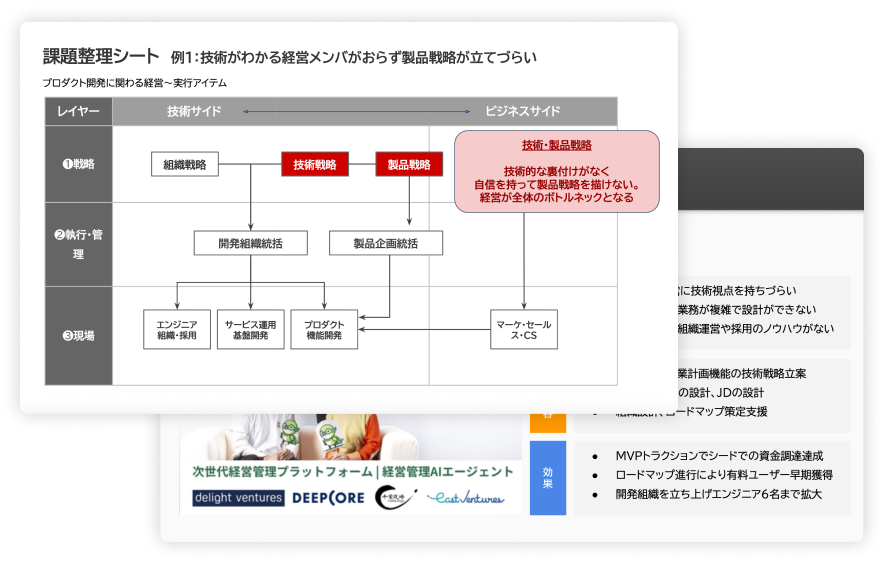 課題整理シート 例1:技術がわかる経営メンバがおらず製品戦略が立てづらい
プロダクト開発に関わる経営～実行アイテム
レイヤー 技術サイド ビジネスサイド
❶戦略
組織戦略
技術戦略
製品戦略
技術・製品戦略
技術的な裏付けがなく
自信を持って製品戦略を描けない。
経営が全体のボトルネックとなる
❷執行・管
理
開発組織統括
製品企画統括
❸現場
エンジニア
組織・採用
サービス運用
基盤開発
プロダクト
機能開発
マーケ・セール
ス・CS
に技術視点を持ちづらい
業務が複雑で設計ができない
組織運営や採用のノウハウがない
業計画機能の技術戦略立案
の設計、JDの設計
ロードマップ策定支援
効
果
● MVPトラクションでシードでの資金調達達成
● ロードマップ進行により有料ユーザー早期獲得
● 開発組織を立ち上げエンジニア6名まで拡大
次世代経営管理プラットフォーム | 経営管理AIエージェント
delight ventures DEEPCORE 千葉道場 East Ventures